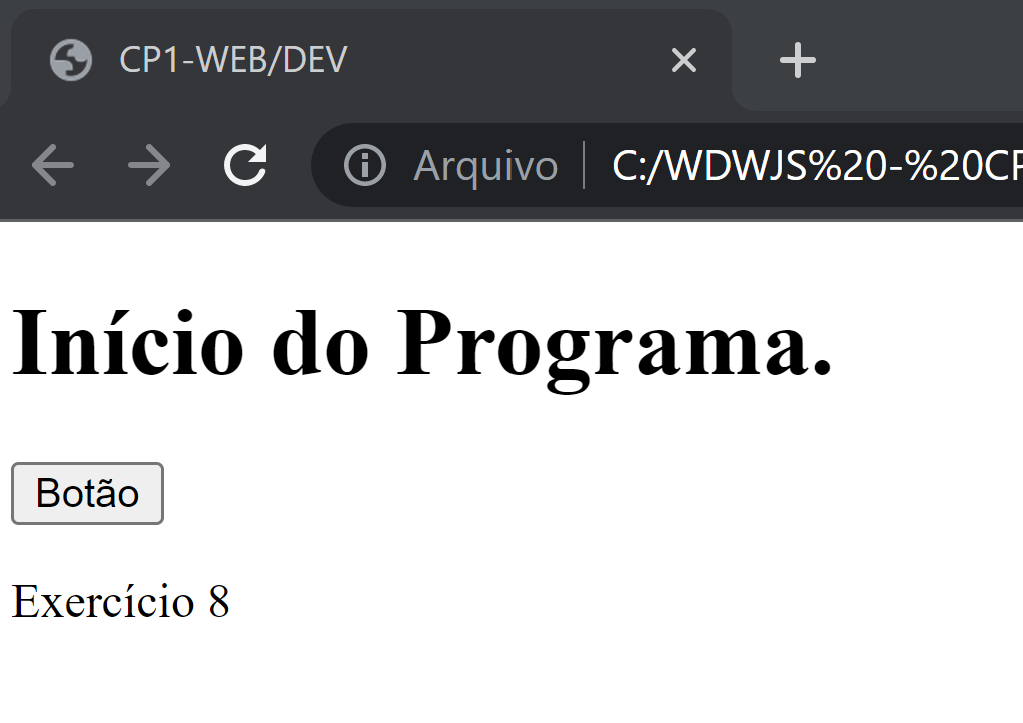 CP1-WEB/DEV
Arquivo C:/WDWJS%20-%20CP
Início do Programa.
Botão
Exercício 8